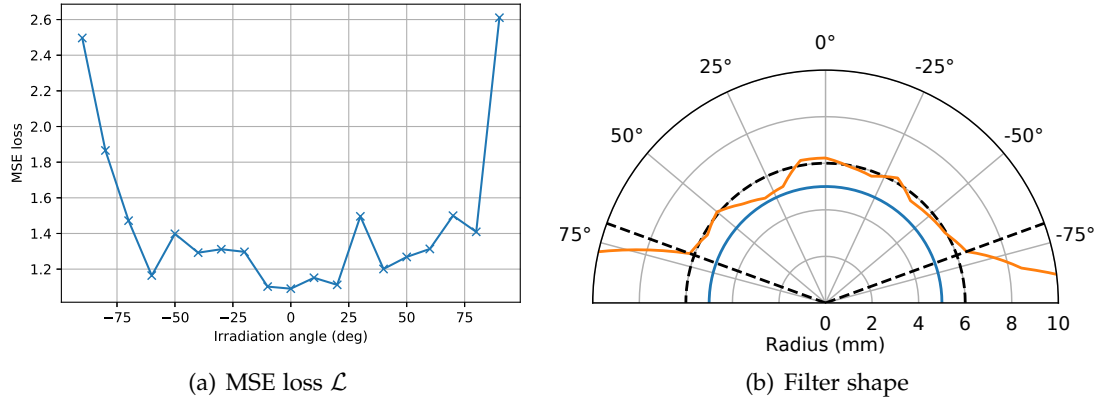 2.6
2.4
2.2
2.0
1.8
1.6
1.4
1.2
MSE loss
−75 −50 −25 0 25 50 75
Irradiation angle (deg)
(a) MSE loss ℒ
0°
25° -25°
50° -50°
75° -75°
0 2 4 6 8 10
Radius (mm)
(b) Filter shape